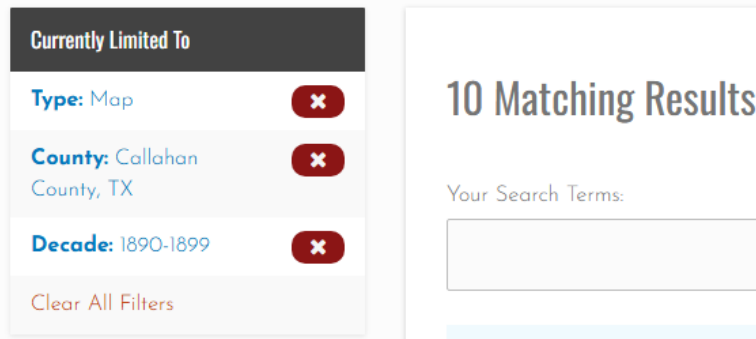 Currently Limited To
Type: Map
County: Callahan
County, TX
Decade: 1890-1899
Clear All Filters
10 Matching Results
Your Search Terms: